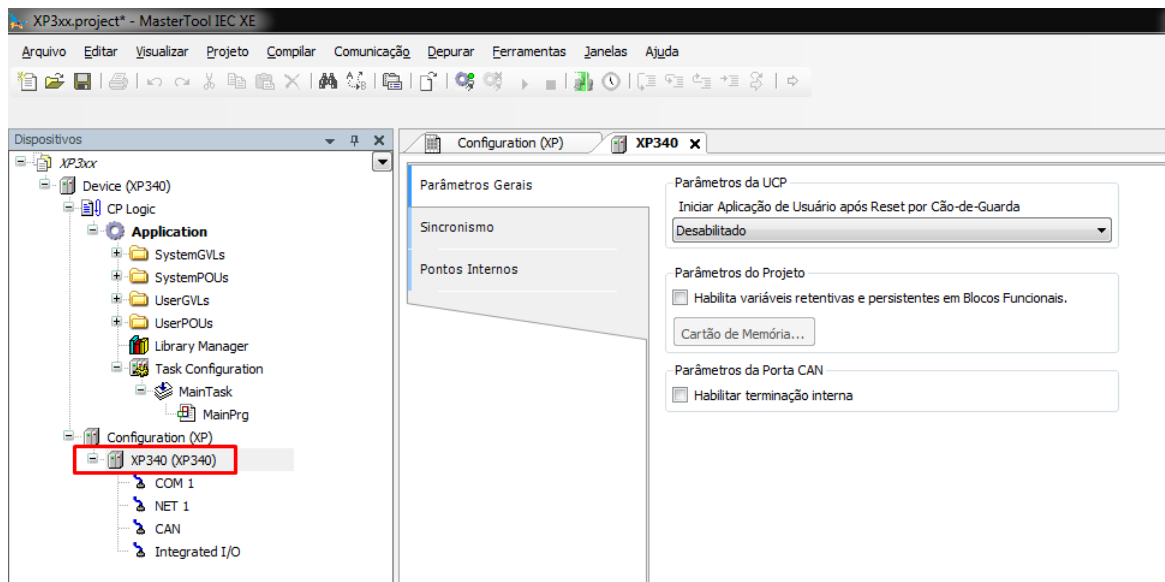 XP3xx.project* - MasterTool IEC XE
Arquivo Editar Visualizar Projeto Compilar Comunicação Depurar Ferramentas Janelas Ajuda
Dispositivos
XP3xx
Device (XP340)
CP Logic
Application
SystemGVLs
SystemPOUs
UserGVLs
UserPOUs
Library Manager
Task Configuration
MainTask
MainPrg
Configuration (XP)
XP340 (XP340)
COM 1
NET 1
CAN
Integrated I/O
Configuration (XP) XP340
Parâmetros Gerais
Sincronismo
Pontos Internos
Parâmetros da UCP
Iniciar Aplicação de Usuário após Reset por Cão-de-Guarda
Desabilitado
Parâmetros do Projeto
Habilita variáveis retentivas e persistentes em Blocos Funcionais.
Cartão de Memória...
Parâmetros da Porta CAN
Habilitar terminação interna